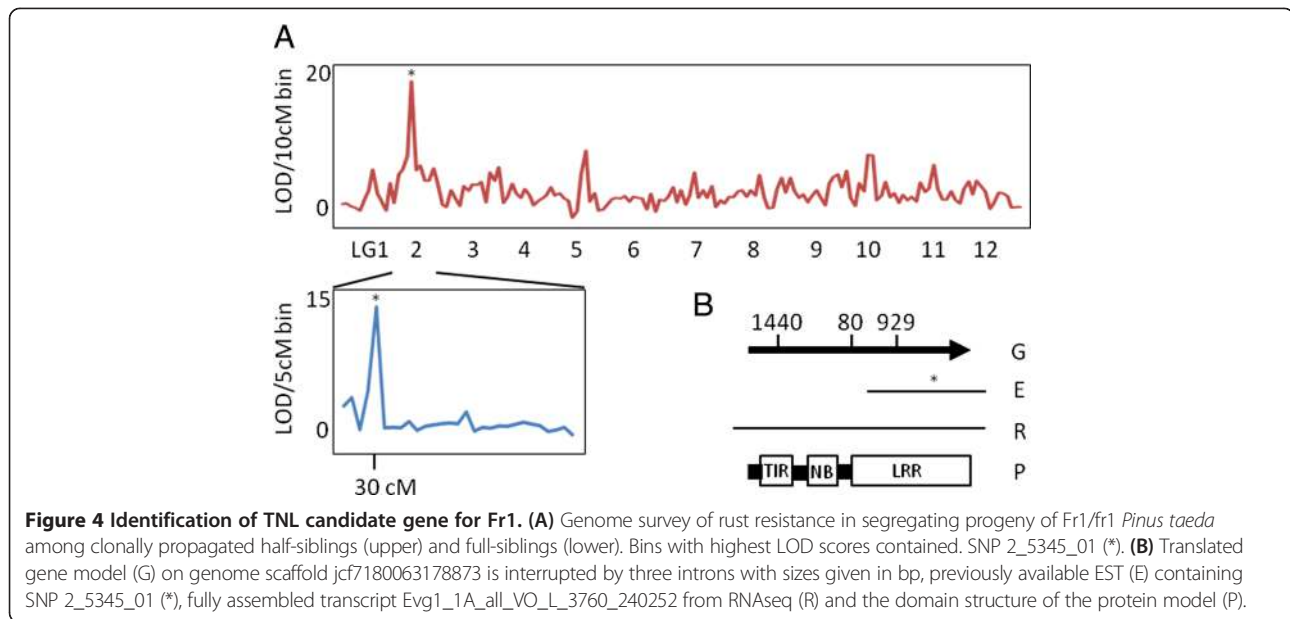 A
20
*
LOD/10cM bin
0
LG1 2 3 4 5 6 7 8 9 10 11 12
15
*
LOD/5cM bin
0
30 cM
B
1440 80 929
G
*
E
R
TIR NB LRR P
Figure 4 Identification of TNL candidate gene for Fr1. (A) Genome survey of rust resistance in segregating progeny of Fr1/fr1 Pinus taeda
among clonally propagated half-siblings (upper) and full-siblings (lower). Bins with highest LOD scores contained. SNP 2_5345_01 (*). (B) Translated
gene model (G) on genome scaffold jcf7180063178873 is interrupted by three introns with sizes given in bp, previously available EST (E) containing
SNP 2_5345_01 (*), fully assembled transcript Evg1_1A_all_VO_L_3760_240252 from RNAseq (R) and the domain structure of the protein model (P).